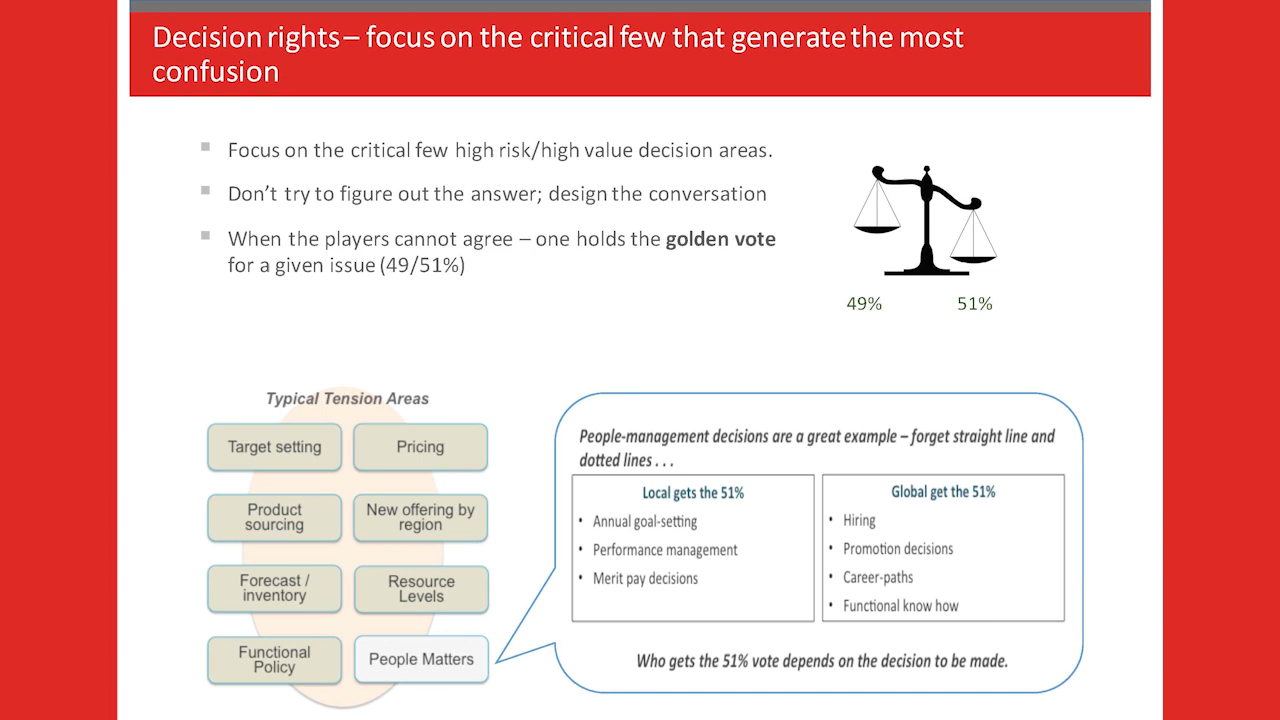 Decision rights – focus on the critical few that generate the most
confusion
Focus on the critical few high risk/high value decision areas.
Don't try to figure out the answer; design the conversation
When the players cannot agree – one holds the golden vote
for a given issue (49/51%)
49%
51%
Typical Tension Areas
Target setting
Pricing
Product
sourcing
New offering by
region
Forecast /
inventory
Resource
Levels
Functional
Policy
People Matters
People-management decisions are a great example – forget straight line and
dotted lines . . .
Local gets the 51%
• Annual goal-setting
• Performance management
• Merit pay decisions
Global get the 51%
• Hiring
• Promotion decisions
• Career-paths
• Functional know how
Who gets the 51% vote depends on the decision to be made.